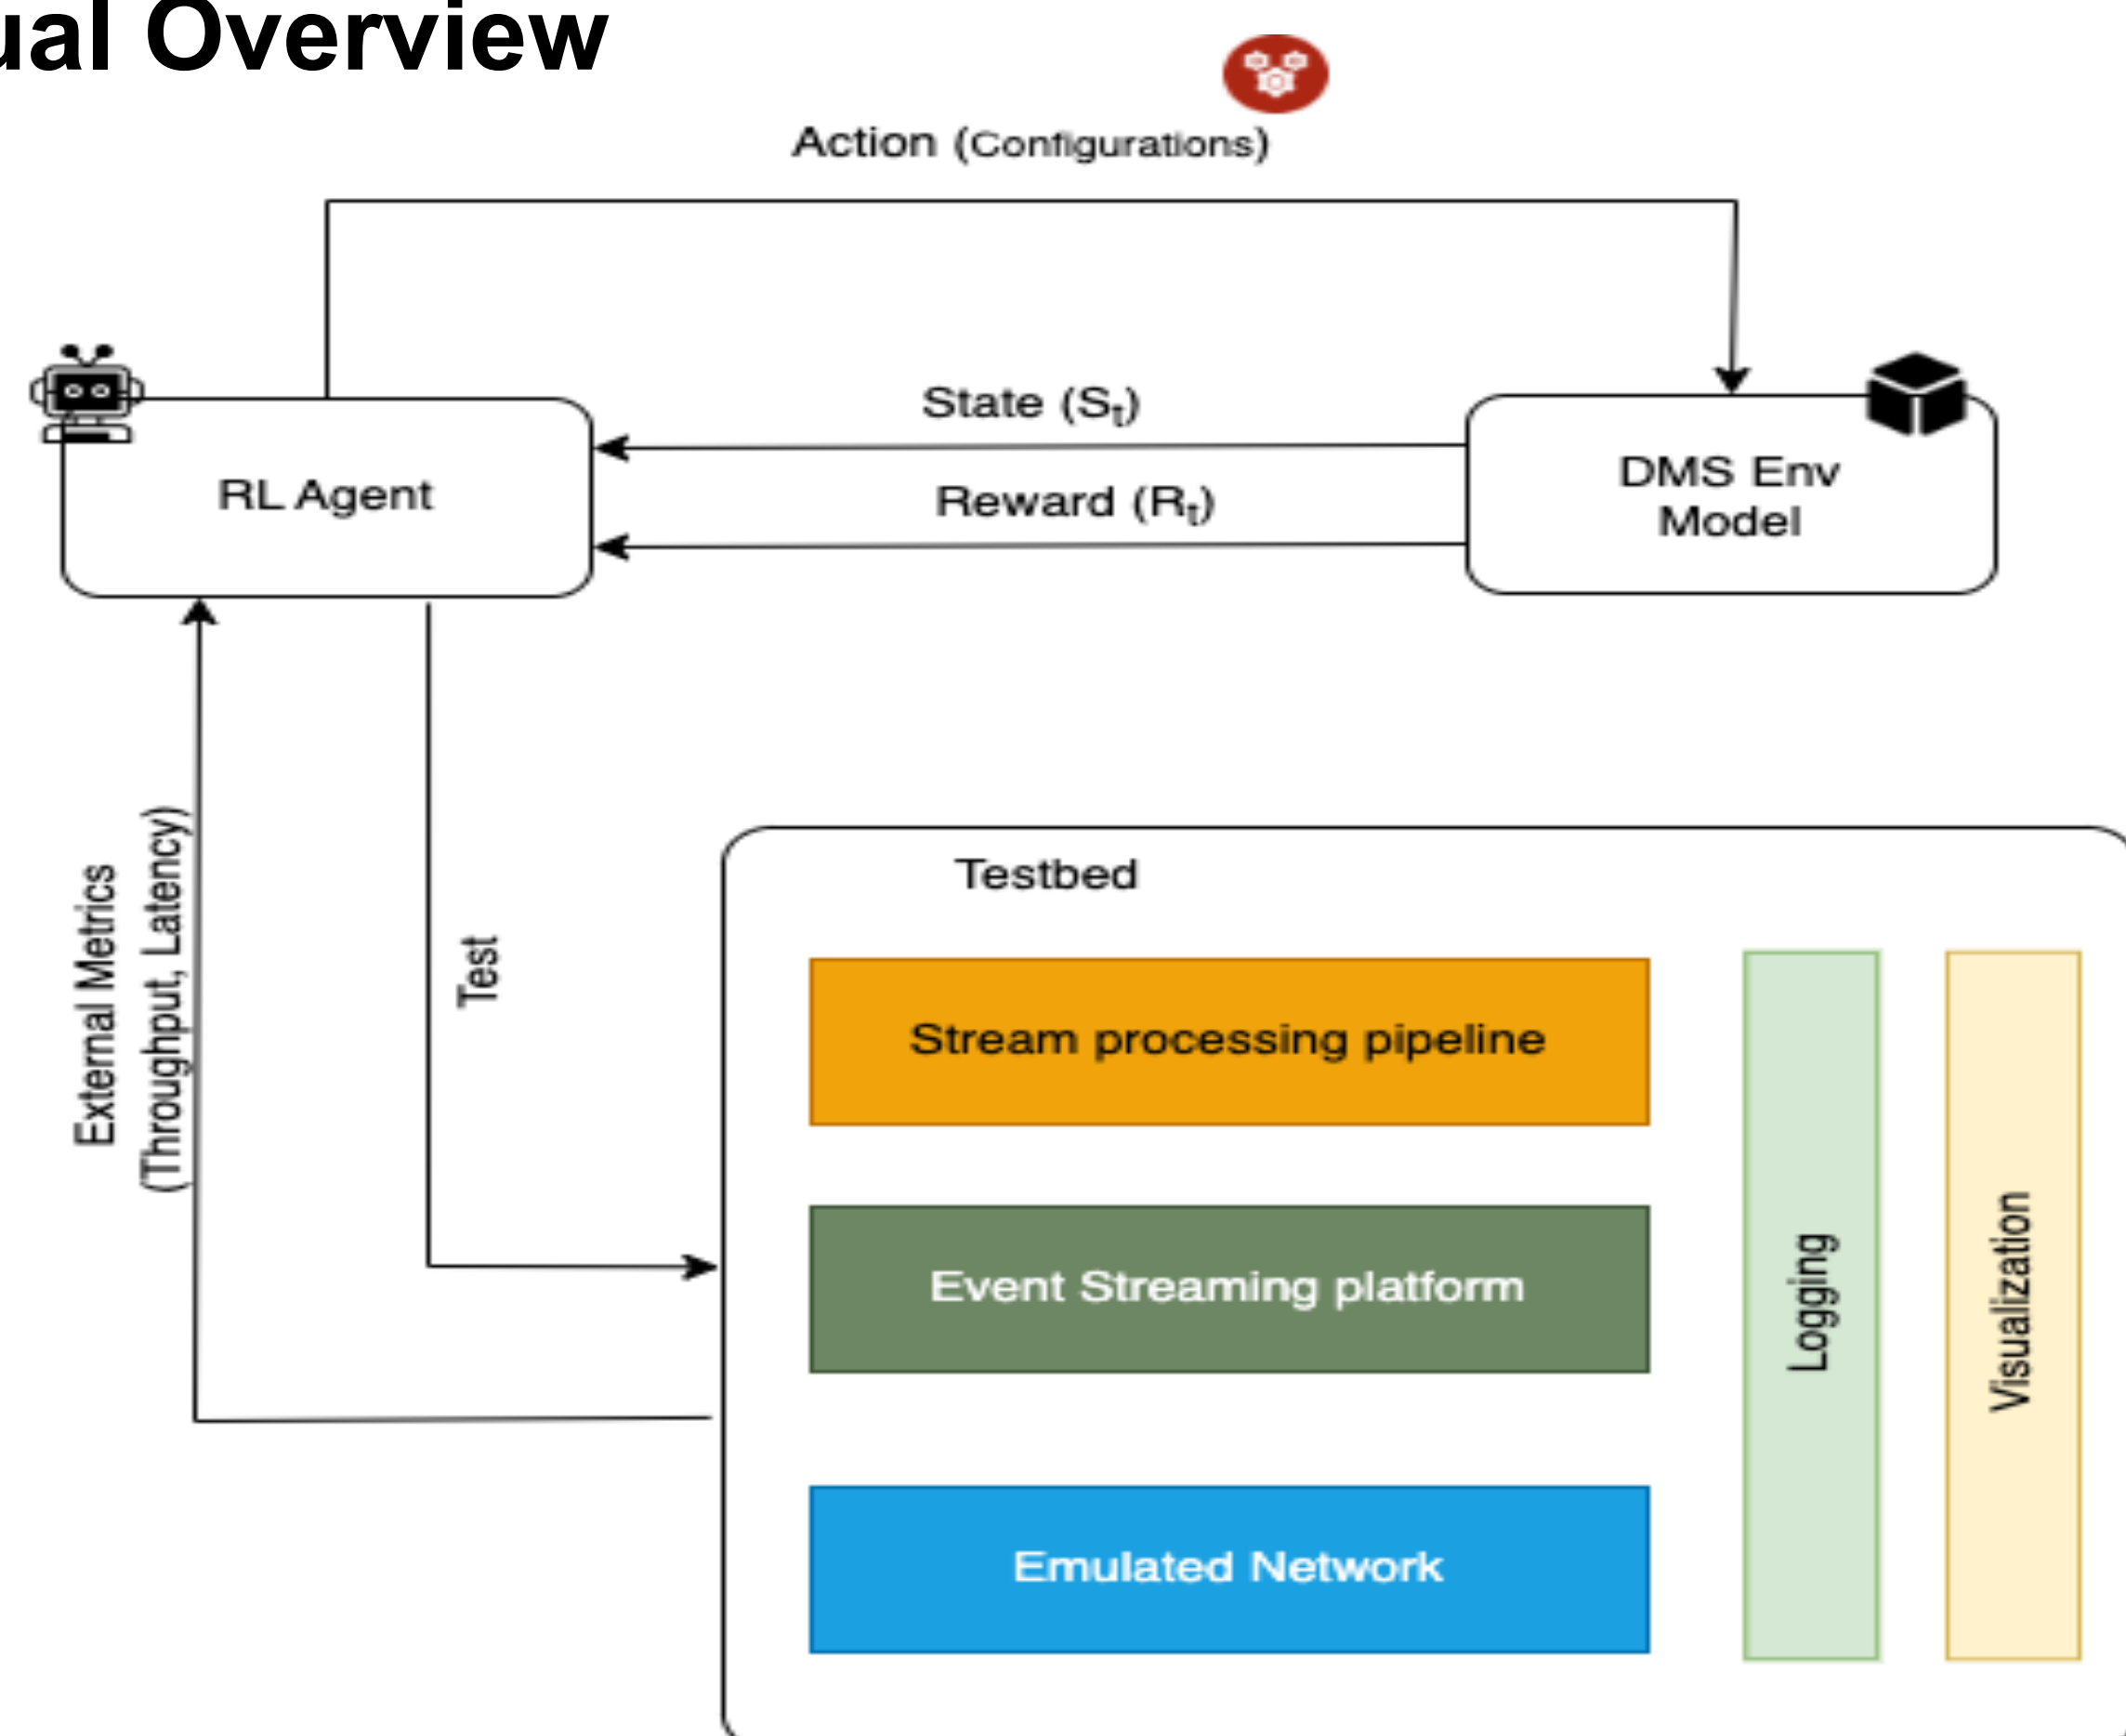 ual Overview
Action (Configurations)
State (St)
RL Agent
Reward (Rt)
DMS Env
Model
External Metrics
(Throughput, Latency)
Test
Testbed
Stream processing pipeline
Event Streaming platform
Emulated Network
Logging
Visualization